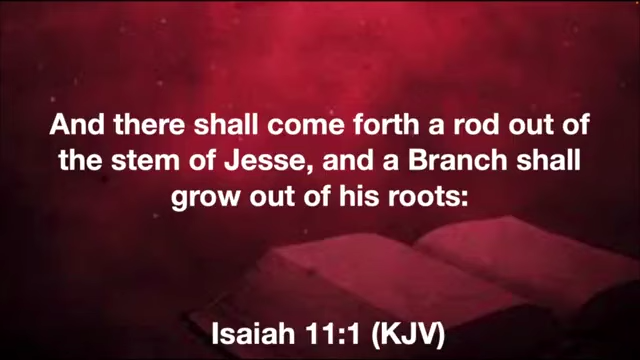 And there shall come forth a rod out of
the stem of Jesse, and a Branch shall
grow out of his roots:
Isaiah 11:1 (KJV)